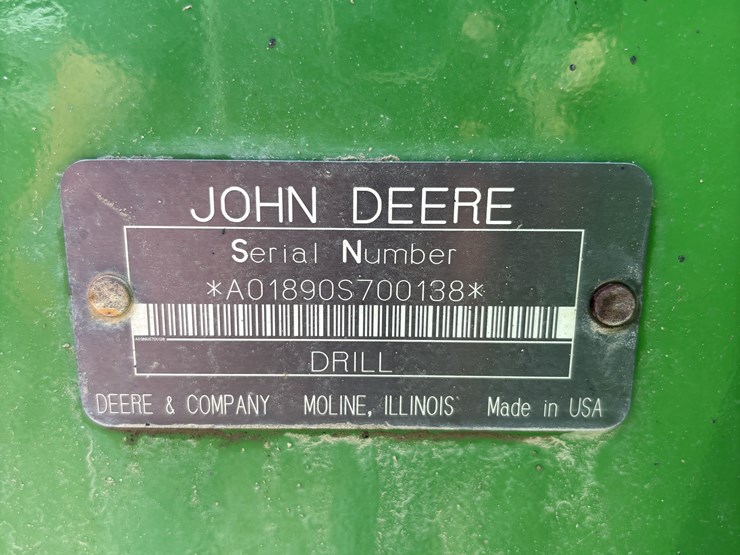 JOHN DEERE
Serial Number
*A01890S700138*
DRILL
DEERE & COMPANY MOLINE, ILLINOIS Made in USA